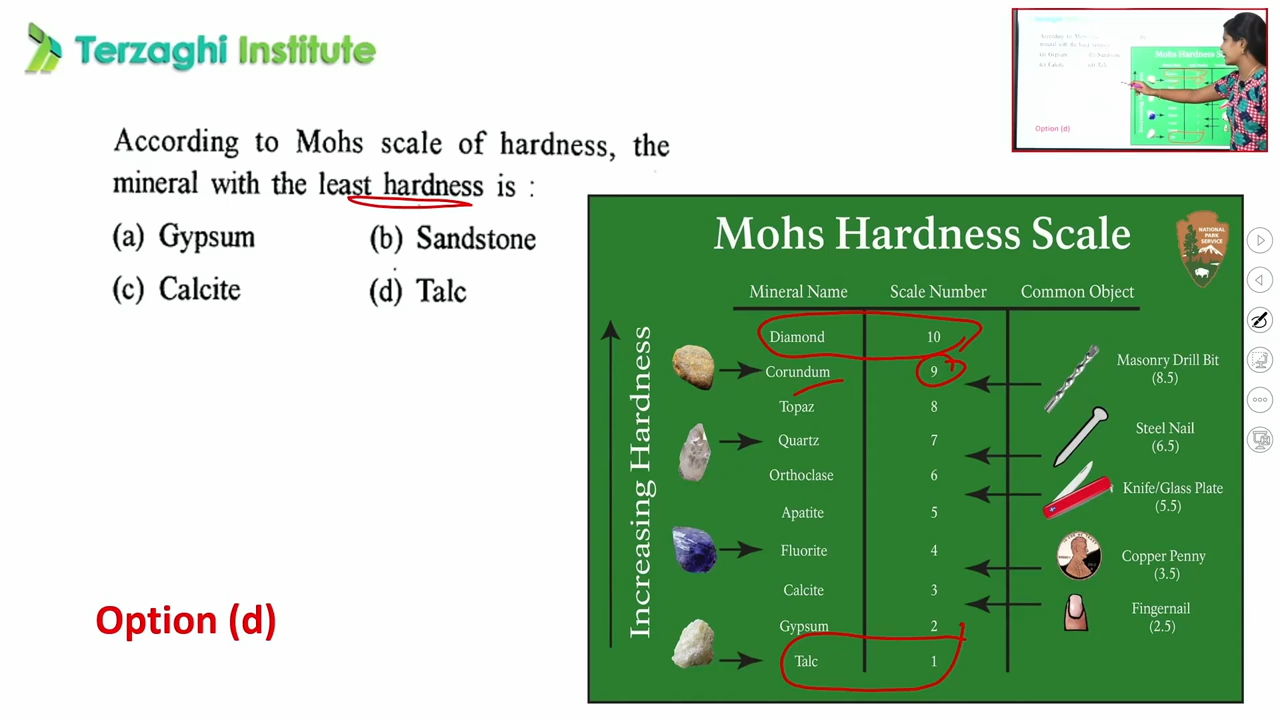 Terzaghi Institute
According to Mohs scale of hardness, the
mineral with the least hardness is :
(a) Gypsum (b) Sandstone
(c) Calcite (d) Talc
Option (d)
Mohs Hardness Scale
NATIONAL
PARK
SERVICE
Increasing Hardness
Mineral Name Scale Number Common Object
Diamond 10
Corundum 9
Topaz 8
Quartz 7
Orthoclase 6
Apatite 5
Fluorite 4
Calcite 3
Gypsum 2
Talc 1
Masonry Drill Bit
(8.5)
Steel Nail
(6.5)
Knife/Glass Plate
(5.5)
Copper Penny
(3.5)
Fingernail
(2.5)
Option (d)
Mohs Hardness